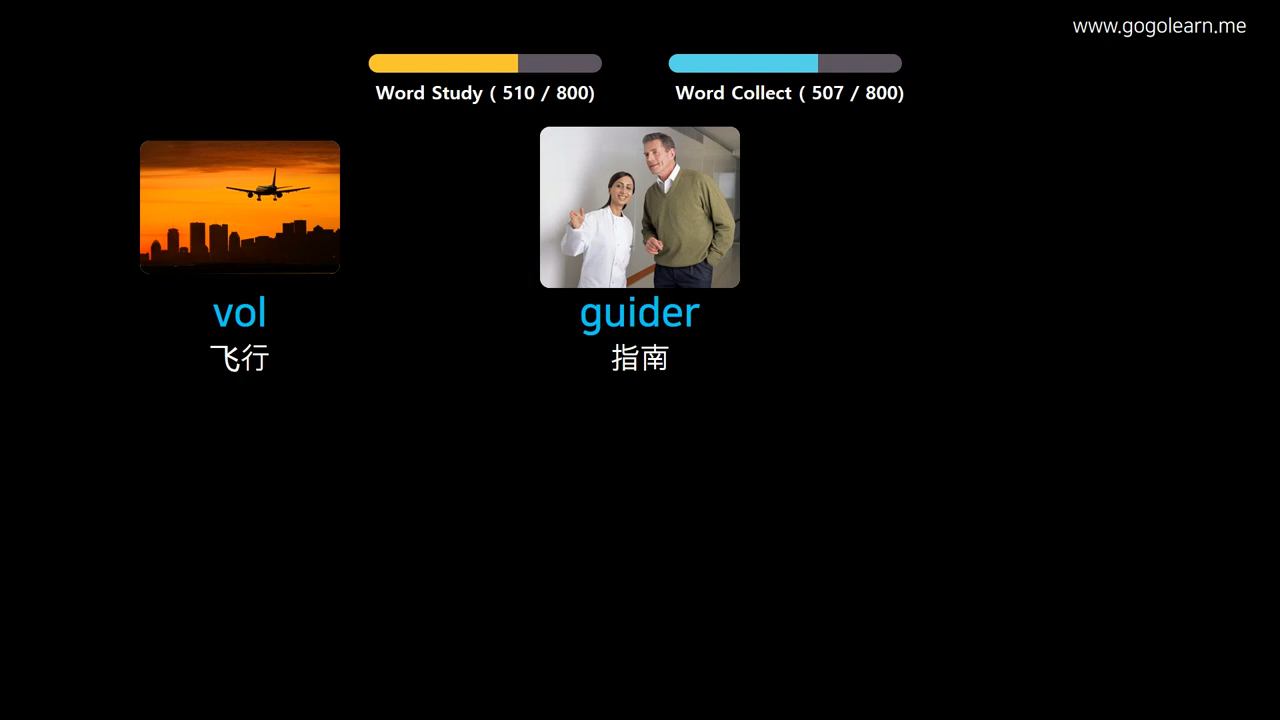 www.gogolearn.me
Word Study ( 510 / 800)
Word Collect ( 507 / 800)
vol
飞行
guider
指南